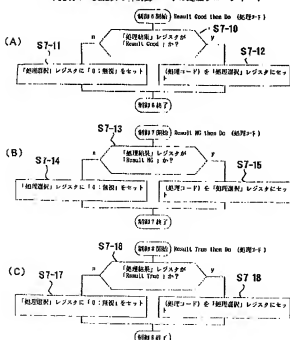 (A)
制御6開始 Result Good then Do (処理コード)
S7-10
S7-11
n
「処理結果」レジスタが
「Result Good」か？
y
S7-12
「処理選択」レジスタに「0：無視」をセット
(処理コード) を「処理選択」レジスタにセット
制御6終了
(B)
S7-13
制御7開始 Result NG then Do (処理コード)
S7-14
n
「処理結果」レジスタが
「Result NG」か？
y
S7-15
「処理選択」レジスタに「0：無視」をセット
(処理コード) を「処理選択」レジスタにセッ
ト
制御7終了
(C)
S7-16
制御8開始 Result True then Do (処理コード)
S7-17
n
「処理結果」レジスタが
「Result True」か？
y
S7 18
「処理選択」レジスタに「0：無視」をセット
(処理コード) を「処理選択」レジスタにセッ
ト
制御8終了